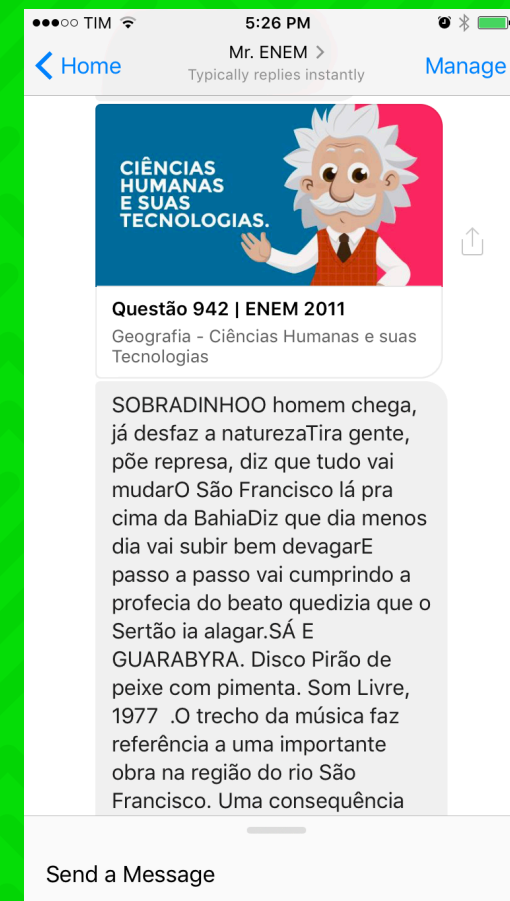 TIM
5:26 PM
Home
Mr. ENEM
Typically replies instantly
Manage
CIÊNCIAS
HUMANAS
E SUAS
TECNOLOGIAS.
Questão 942 | ENEM 2011
Geografia - Ciências Humanas e suas
Tecnologias
SOBRADINHOO homem chega,
já desfaz a naturezaTira gente,
põe represa, diz que tudo vai
mudarO São Francisco lá pra
cima da BahiaDiz que dia menos
dia vai subir bem devagarE
passo a passo vai cumprindo a
profecia do beato quedizia que o
Sertão ia alagar.SÁ E
GUARABYRA. Disco Pirão de
peixe com pimenta. Som Livre,
1977  .O trecho da música faz
referência a uma importante
obra na região do rio São
Francisco. Uma consequência
Send a Message